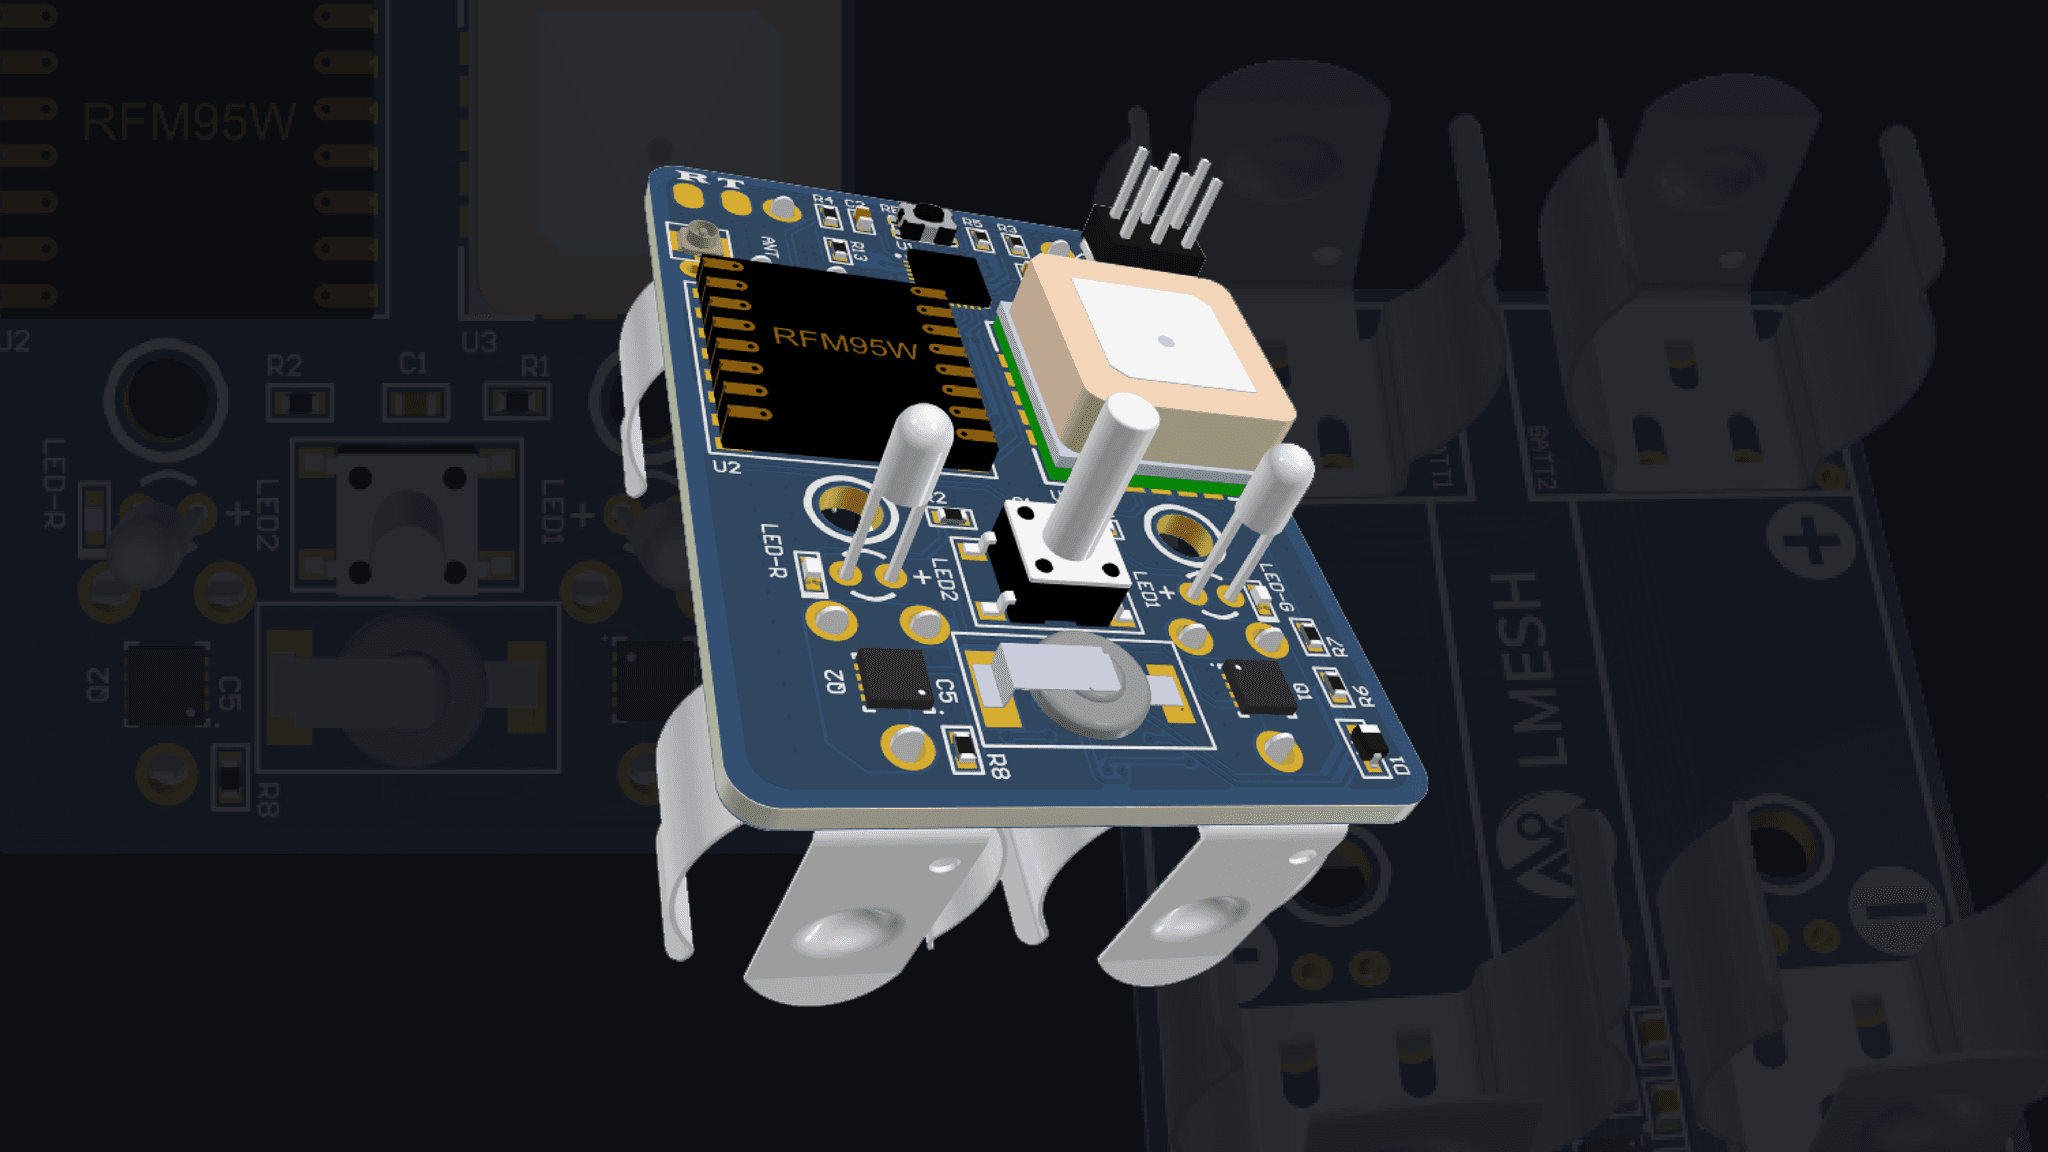 RFM95W
U2
U3
R2
C1
R1
LED-R
+
LED2
LED1
+
Q2
C5
R8
R T
R4
C2
R5
R3
ANT
R13
RFM95W
U2
LED-R
+
LED2
LED1
+
LED-G
R7
R6
Q2
C5
Q1
R8
D1
BATT2
LMESH